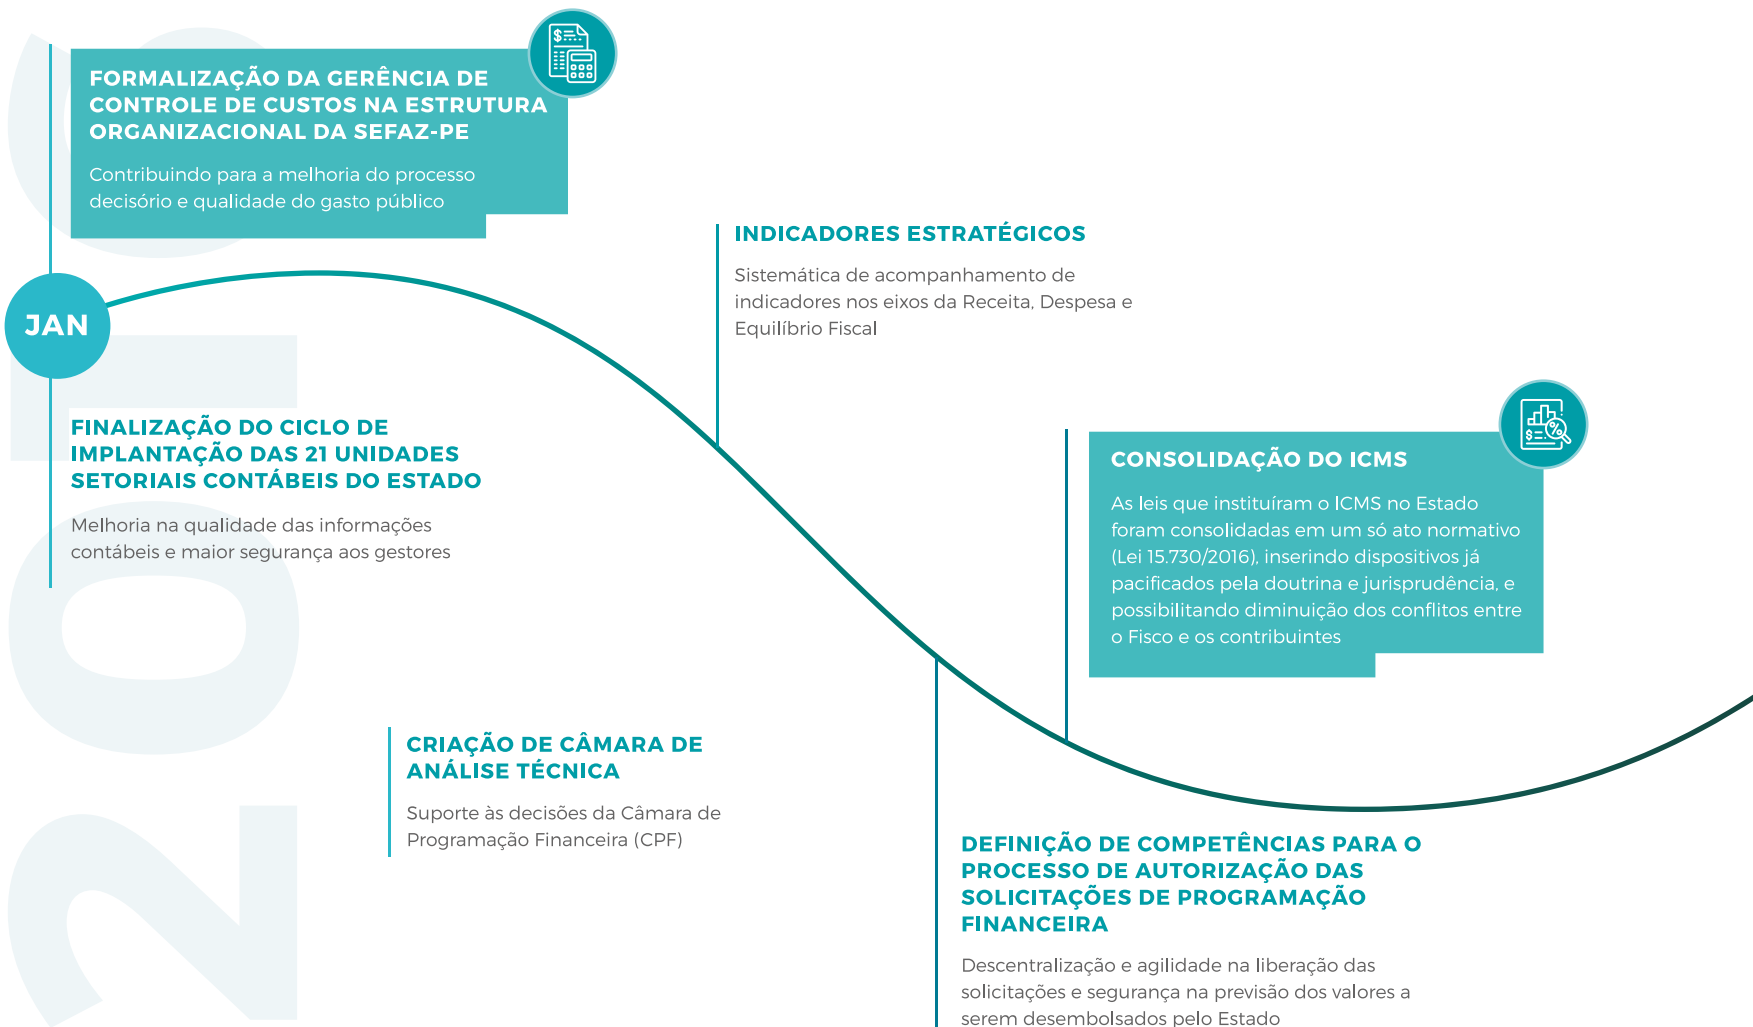 2016
FORMALIZAÇÃO DA GERÊNCIA DE
CONTROLE DE CUSTOS NA ESTRUTURA
ORGANIZACIONAL DA SEFAZ-PE
Contribuindo para a melhoria do processo
decisório e qualidade do gasto público
JAN
FINALIZAÇÃO DO CICLO DE
IMPLANTAÇÃO DAS 21 UNIDADES
SETORIAIS CONTÁBEIS DO ESTADO
Melhoria na qualidade das informações
contábeis e maior segurança aos gestores
CRIAÇÃO DE CÂMARA DE
ANÁLISE TÉCNICA
Suporte às decisões da Câmara de
Programação Financeira (CPF)
INDICADORES ESTRATÉGICOS
Sistemática de acompanhamento de
indicadores nos eixos da Receita, Despesa e
Equilíbrio Fiscal
DEFINIÇÃO DE COMPETÊNCIAS PARA O
PROCESSO DE AUTORIZAÇÃO DAS
SOLICITAÇÕES DE PROGRAMAÇÃO
FINANCEIRA
Descentralização e agilidade na liberação das
solicitações e segurança na previsão dos valores a
serem desembolsados pelo Estado
CONSOLIDAÇÃO DO ICMS
As leis que instituíram o ICMS no Estado
foram consolidadas em um só ato normativo
(Lei 15.730/2016), inserindo dispositivos já
pacificados pela doutrina e jurisprudência, e
possibilitando diminuição dos conflitos entre
o Fisco e os contribuintes